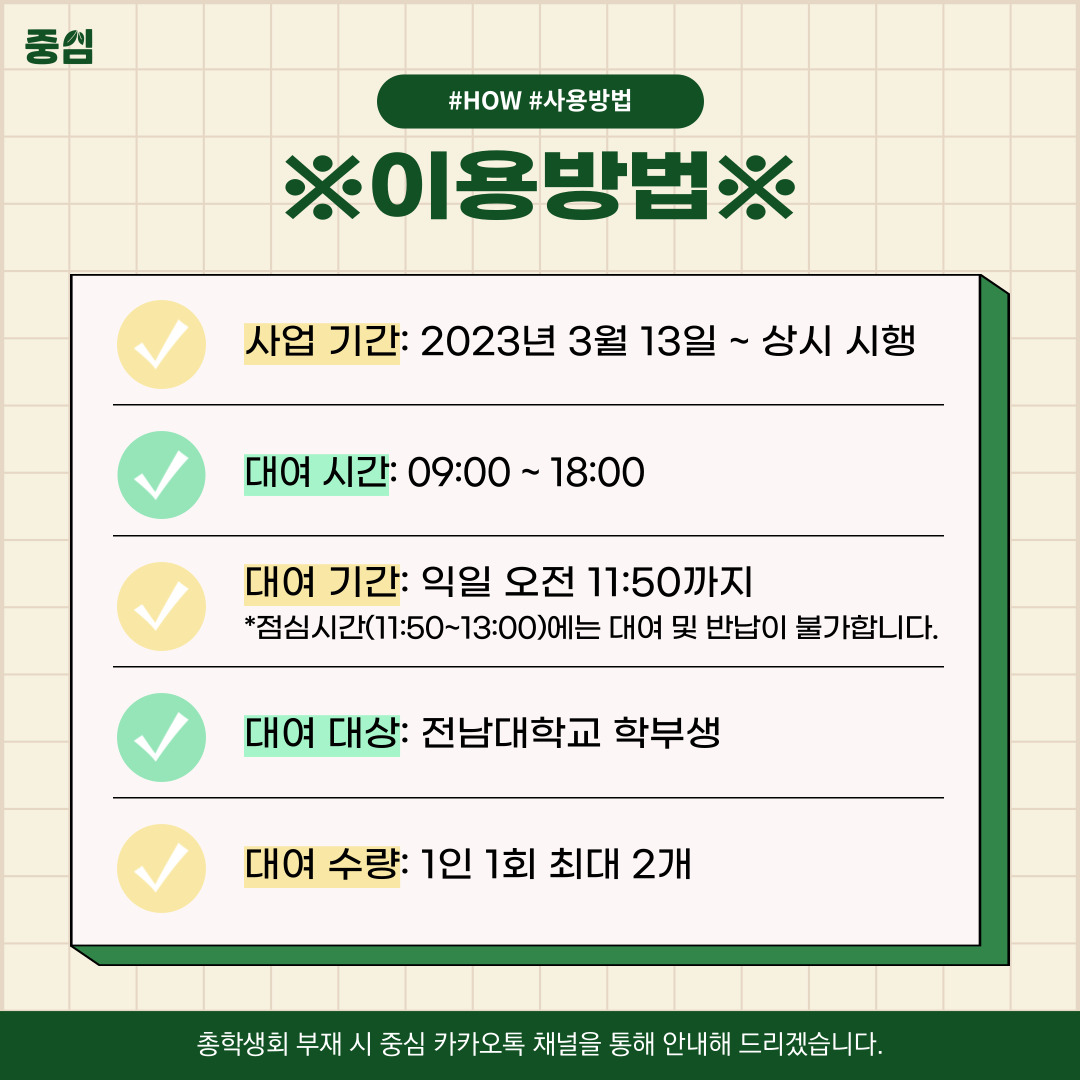 중심
#HOW #사용방법
※이용방법※
사업 기간: 2023년 3월 13일 ~ 상시 시행
대여 시간: 09:00 ~ 18:00
대여 기간: 익일 오전 11:50까지
*점심시간(11:50~13:00)에는 대여 및 반납이 불가합니다.
대여 대상: 전남대학교 학부생
대여 수량: 1인 1회 최대 2개
총학생회 부재 시 중심 카카오톡 채널을 통해 안내해 드리겠습니다.